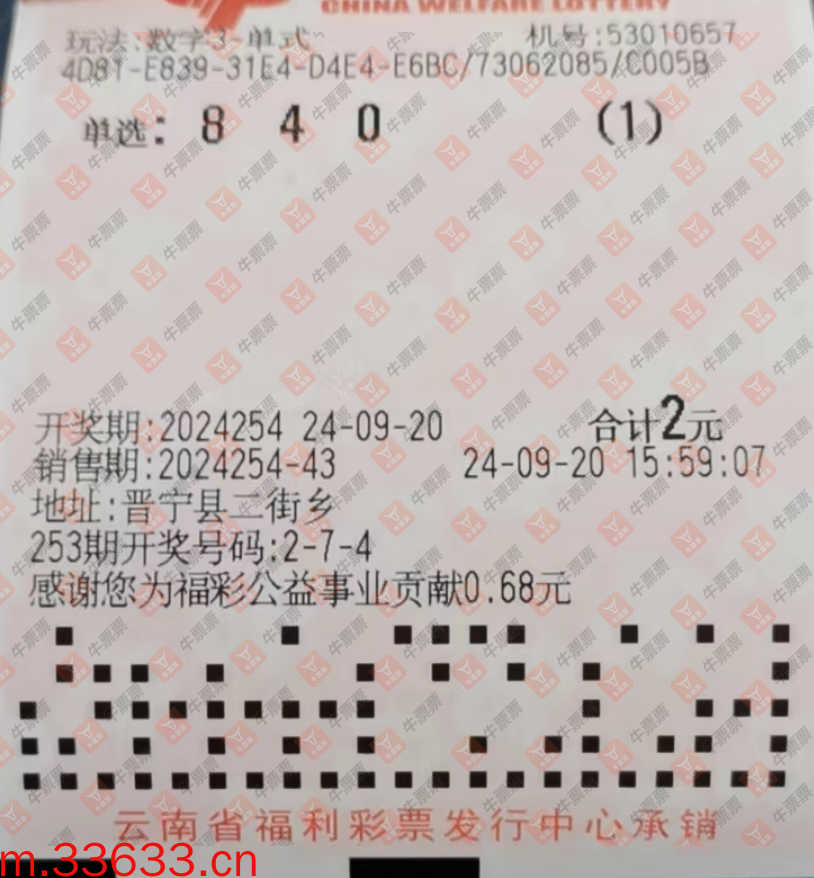 CHINA WELFARE LOTTERY
玩法:数字3-单式 机号:53010657
4D81-E839-31E4-D4E4-E6BC/73062085/C005B
单选: 8 4 0 (1)
开奖期:2024254 24-09-20 合计2元
销售期:2024254-43 24-09-20 15:59:07
地址:晋宁县二街乡
253期开奖号码:2-7-4
感谢您为福彩公益事业贡献0.68元
云南省福利彩票发行中心承销
m.33633.cn
牛票票